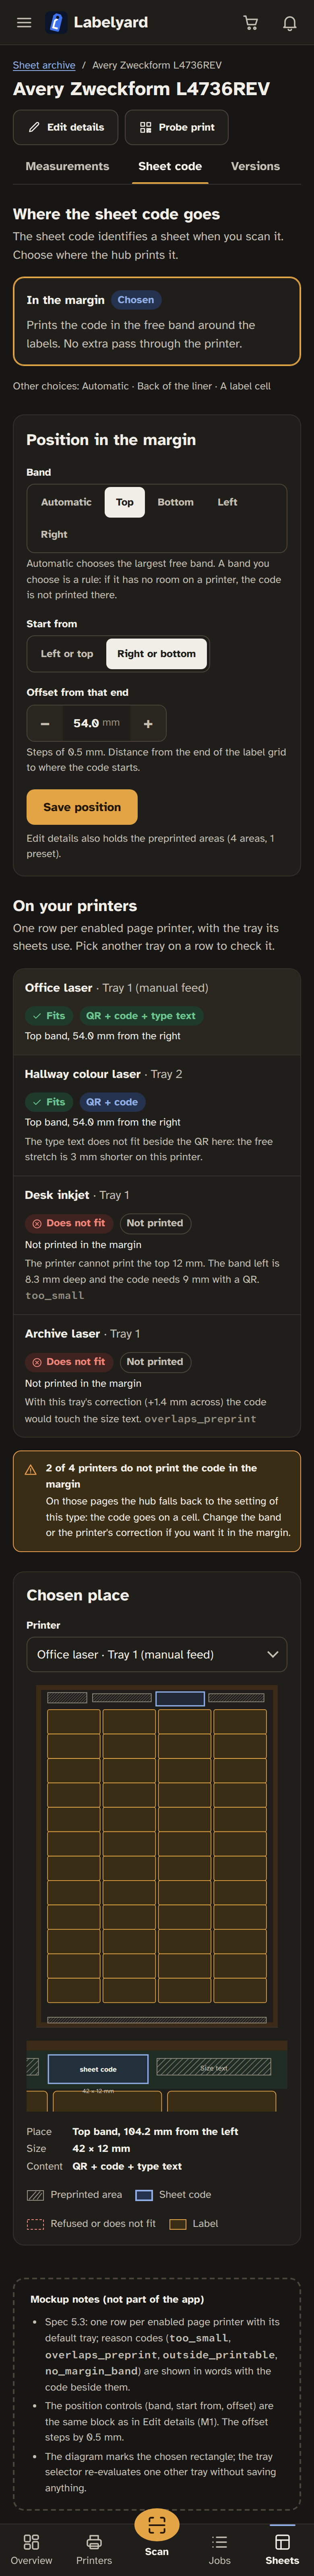 Labelyard
Sheet archive / Avery Zweckform L4736REV
Avery Zweckform L4736REV
Edit details
Probe print
Measurements
Sheet code
Versions
Where the sheet code goes
The sheet code identifies a sheet when you scan it.
Choose where the hub prints it.
In the margin Chosen
Prints the code in the free band around the
labels. No extra pass through the printer.
Other choices: Automatic · Back of the liner · A label cell
Position in the margin
Band
Automatic Top Bottom Left
Right
Automatic chooses the largest free band. A band you
choose is a rule: if it has no room on a printer, the code
is not printed there.
Start from
Left or top Right or bottom
Offset from that end
− 54.0 mm +
Steps of 0.5 mm. Distance from the end of the label grid
to where the code starts.
Save position
Edit details also holds the preprinted areas (4 areas, 1
preset).
On your printers
One row per enabled page printer, with the tray its
sheets use. Pick another tray on a row to check it.
Office laser · Tray 1 (manual feed)
Fits QR + code + type text
Top band, 54.0 mm from the right
Hallway colour laser · Tray 2
Fits QR + code
Top band, 54.0 mm from the right
The type text does not fit beside the QR here: the free
stretch is 3 mm shorter on this printer.
Desk inkjet · Tray 1
Does not fit Not printed
Not printed in the margin
The printer cannot print the top 12 mm. The band left is
8.3 mm deep and the code needs 9 mm with a QR.
too_small
Archive laser · Tray 1
Does not fit Not printed
Not printed in the margin
With this tray's correction (+1.4 mm across) the code
would touch the size text. overlaps_preprint
2 of 4 printers do not print the code in the
margin
On those pages the hub falls back to the setting of
this type: the code goes on a cell. Change the band
or the printer's correction if you want it in the margin.
Chosen place
Printer
Office laser · Tray 1 (manual feed)
sheet code
Size text
42 × 12 mm
Place Top band, 104.2 mm from the left
Size 42 × 12 mm
Content QR + code + type text
Preprinted area Sheet code
Refused or does not fit Label
Mockup notes (not part of the app)
• Spec 5.3: one row per enabled page printer with its
default tray; reason codes (too_small,
overlaps_preprint, outside_printable,
no_margin_band) are shown in words with the
code beside them.
• The position controls (band, start from, offset) are
the same block as in Edit details (M1). The offset
steps by 0.5 mm.
• The diagram marks the chosen rectangle; the tray
selector re-evaluates one other tray without saving
anything.
Overview
Printers
Scan
Jobs
Sheets